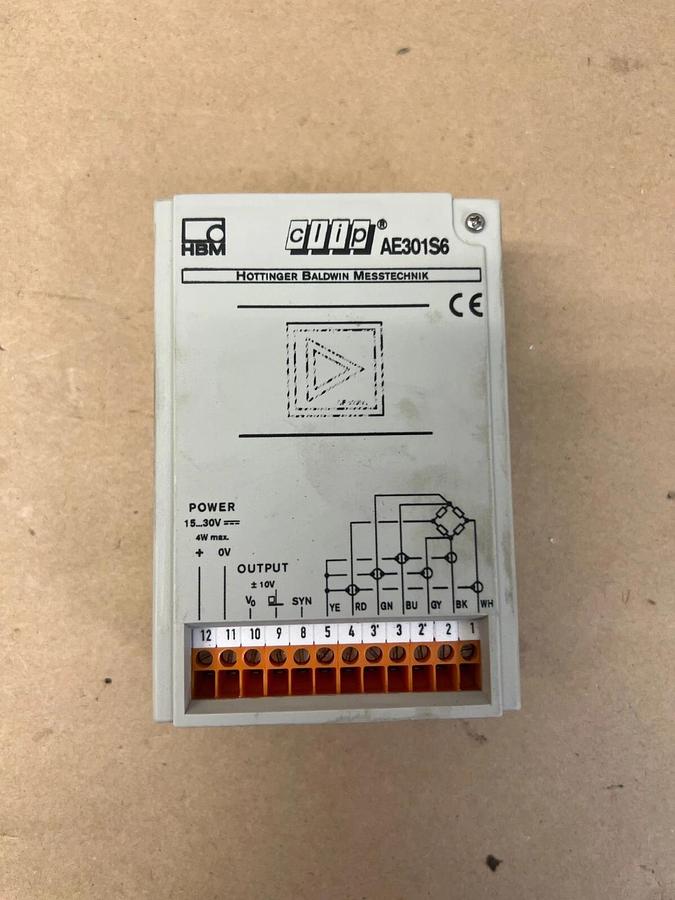 HBM
clip® AE301S6
HOTTINGER BALDWIN MESSTECHNIK
CE
POWER
15...30V
4W max.
+ 0V
OUTPUT
± 10V
V₀ SYN
YE RD GN BU GY BK WH
12 11 10 9 8 5 4 3' 3 2' 2 1